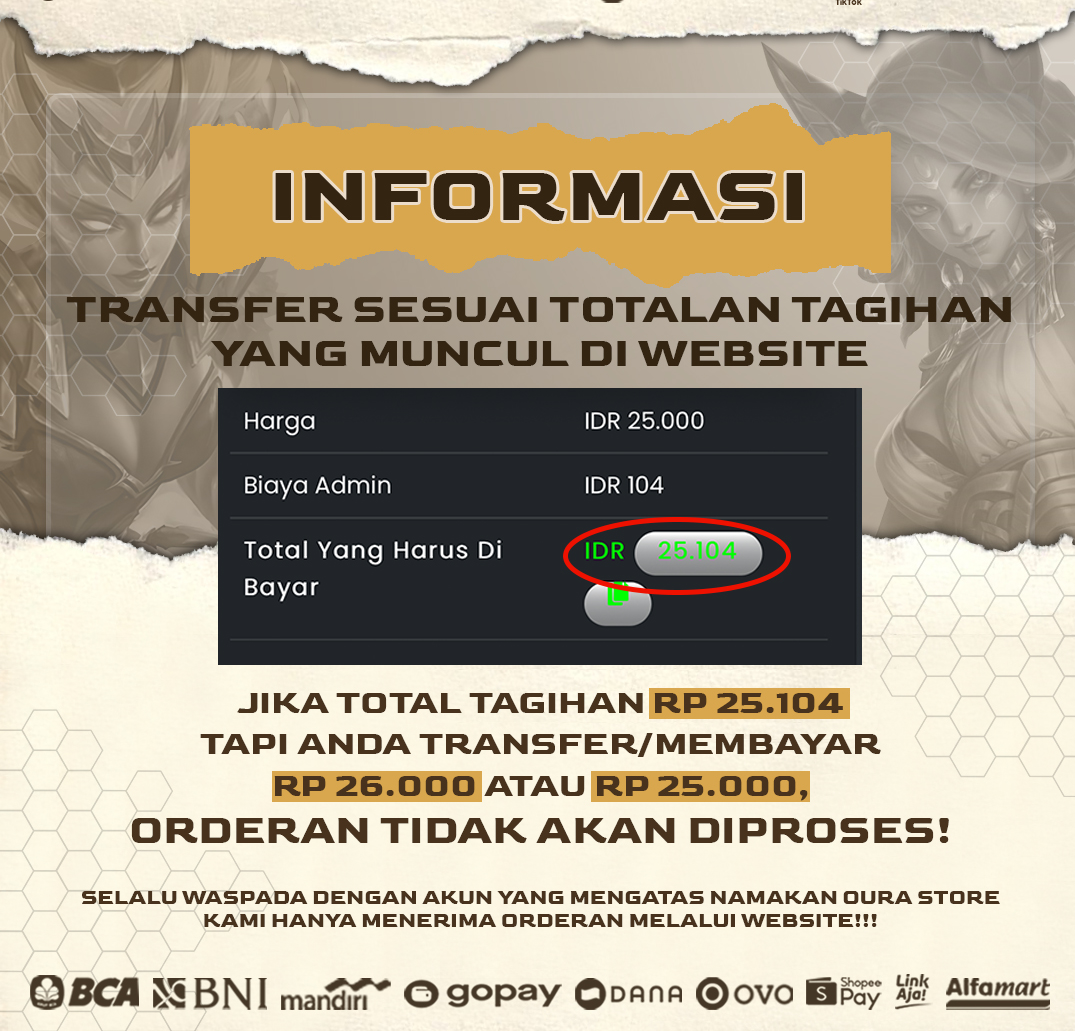 TikTok
INFORMASI
TRANSFER SESUAI TOTALAN TAGIHAN
YANG MUNCUL DI WEBSITE
Harga IDR 25.000
Biaya Admin IDR 104
Total Yang Harus Di IDR 25.104
Bayar
JIKA TOTAL TAGIHAN RP 25.104
TAPI ANDA TRANSFER/MEMBAYAR
RP 26.000 ATAU RP 25.000,
ORDERAN TIDAK AKAN DIPROSES!
SELALU WASPADA DENGAN AKUN YANG MENGATAS NAMAKAN OURA STORE
KAMI HANYA MENERIMA ORDERAN MELALUI WEBSITE!!!
BCA BNI mandiri gopay DANA OVO S Shopee Pay Link Aja! Alfamart